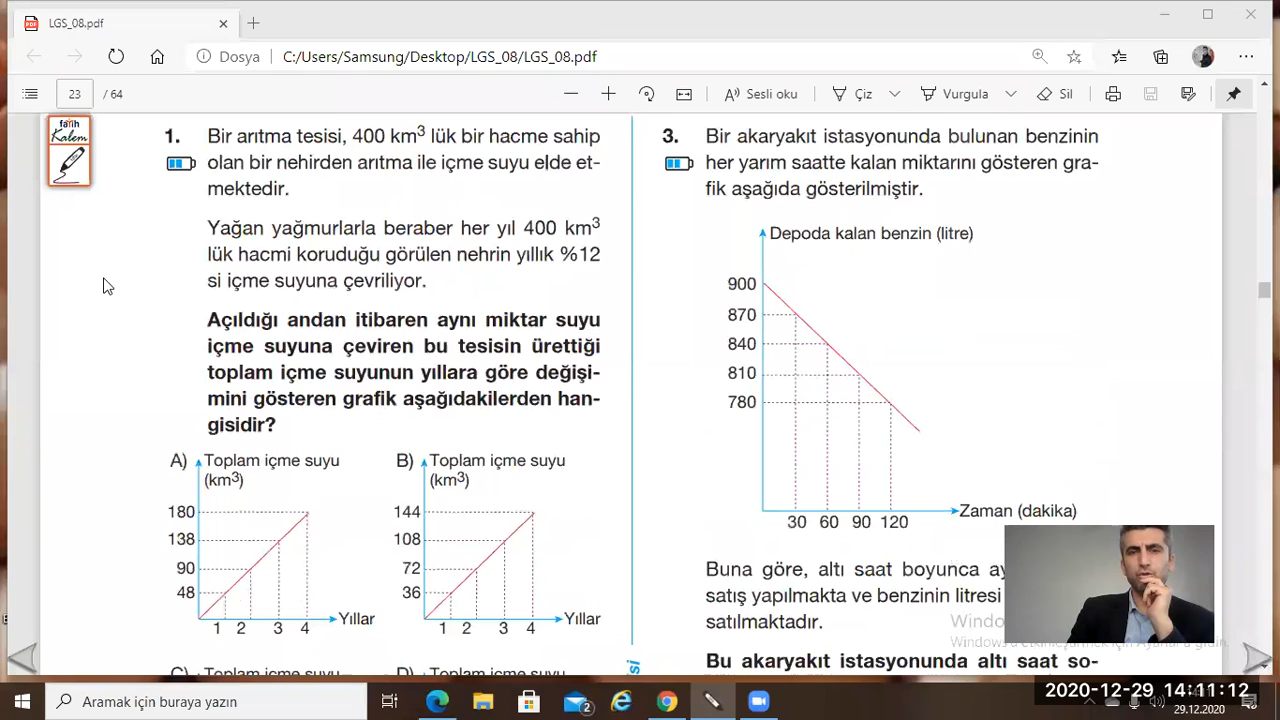 LGS_08.pdf
Dosya
C:/Users/Samsung/Desktop/LGS_08/LGS_08.pdf
23 / 64
Sesli oku
Çiz
Vurgula
Sil
fatih
Kalem
1. Bir arıtma tesisi, 400 km3 lük bir hacme sahip
olan bir nehirden arıtma ile içme suyu elde et-
mektedir.
Yağan yağmurlarla beraber her yıl 400 km3
lük hacmi koruduğu görülen nehrin yıllık %12
si içme suyuna çevriliyor.
Açıldığı andan itibaren aynı miktar suyu
içme suyuna çeviren bu tesisin ürettiği
toplam içme suyunun yıllara göre değişi-
mini gösteren grafik aşağıdakilerden han-
gisidir?
A) Toplam içme suyu
(km3)
180
138
90
48
1 2 3 4
Yıllar
B) Toplam içme suyu
(km3)
144
108
72
36
1 2 3 4
Yıllar
C) Toplam içme suyu
D) Toplam içme suyu
3. Bir akaryakıt istasyonunda bulunan benzinin
her yarım saatte kalan miktarını gösteren gra-
fik aşağıda gösterilmiştir.
Depoda kalan benzin (litre)
900
870
840
810
780
30 60 90 120
Zaman (dakika)
Buna göre, altı saat boyunca
satış yapılmakta ve benzinin litresi
satılmaktadır.
Bu akaryakıt istasyonunda altı saat so-
Aramak için buraya yazın
2
2020-12-29 14:11:12
29.12.2020